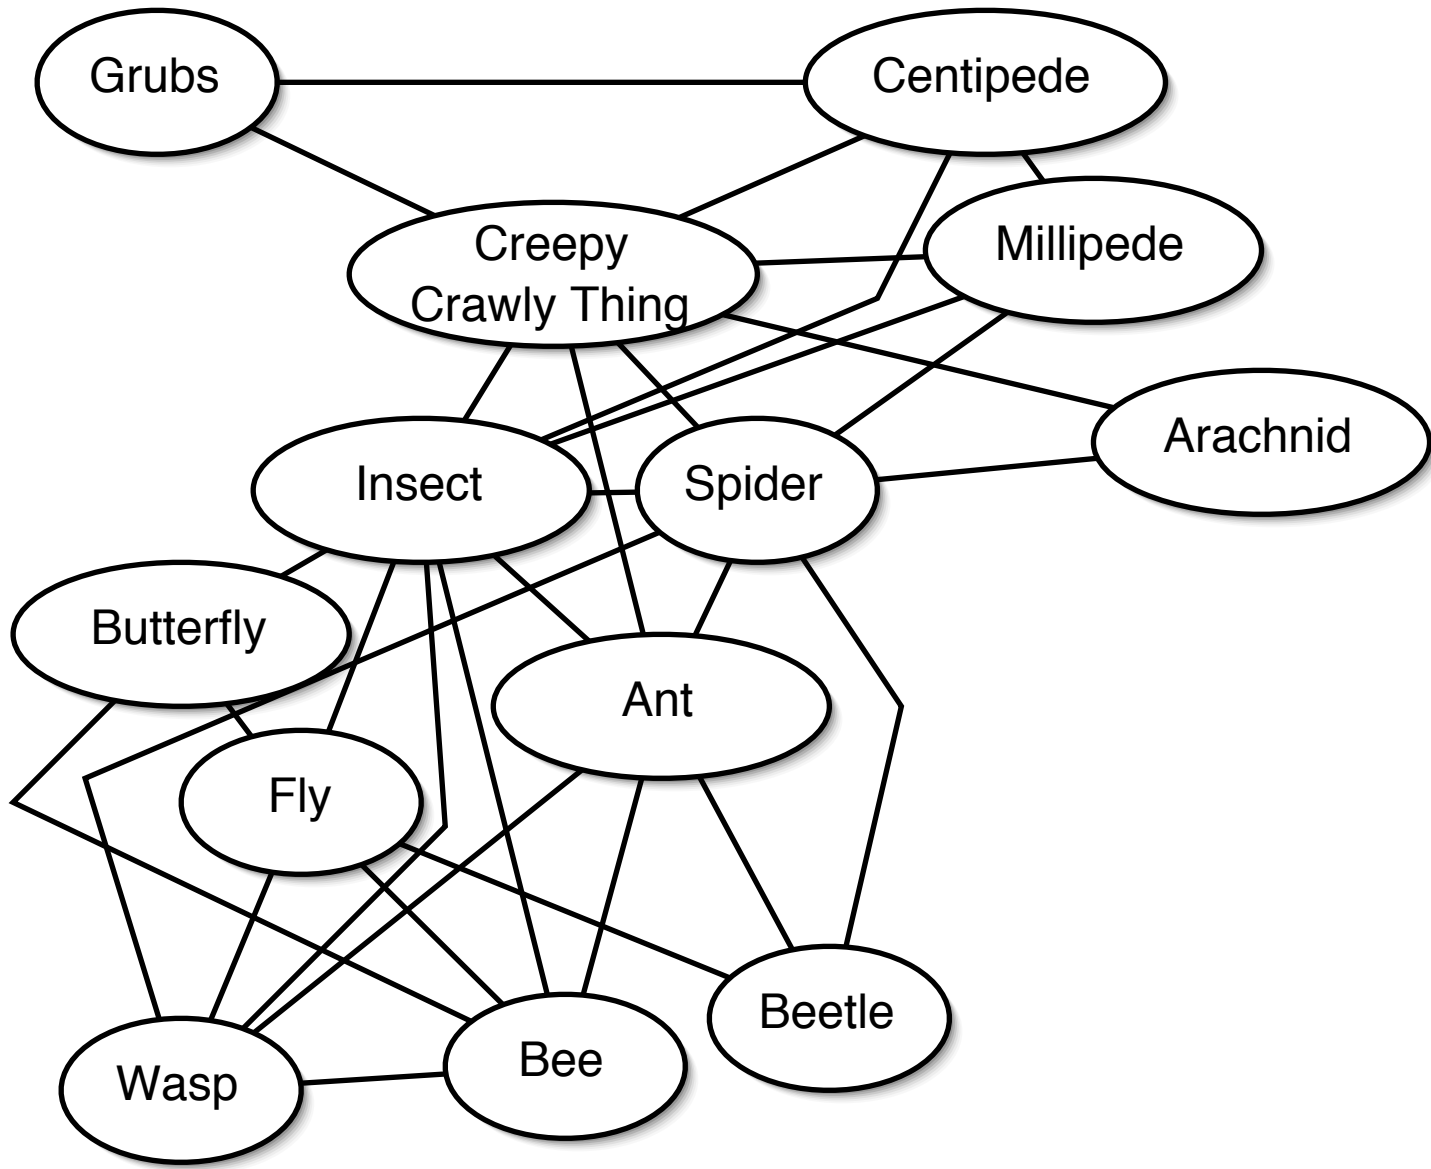 Grubs
Centipede
Creepy
Crawly Thing
Millipede
Arachnid
Insect
Spider
Butterfly
Ant
Fly
Beetle
Wasp
Bee